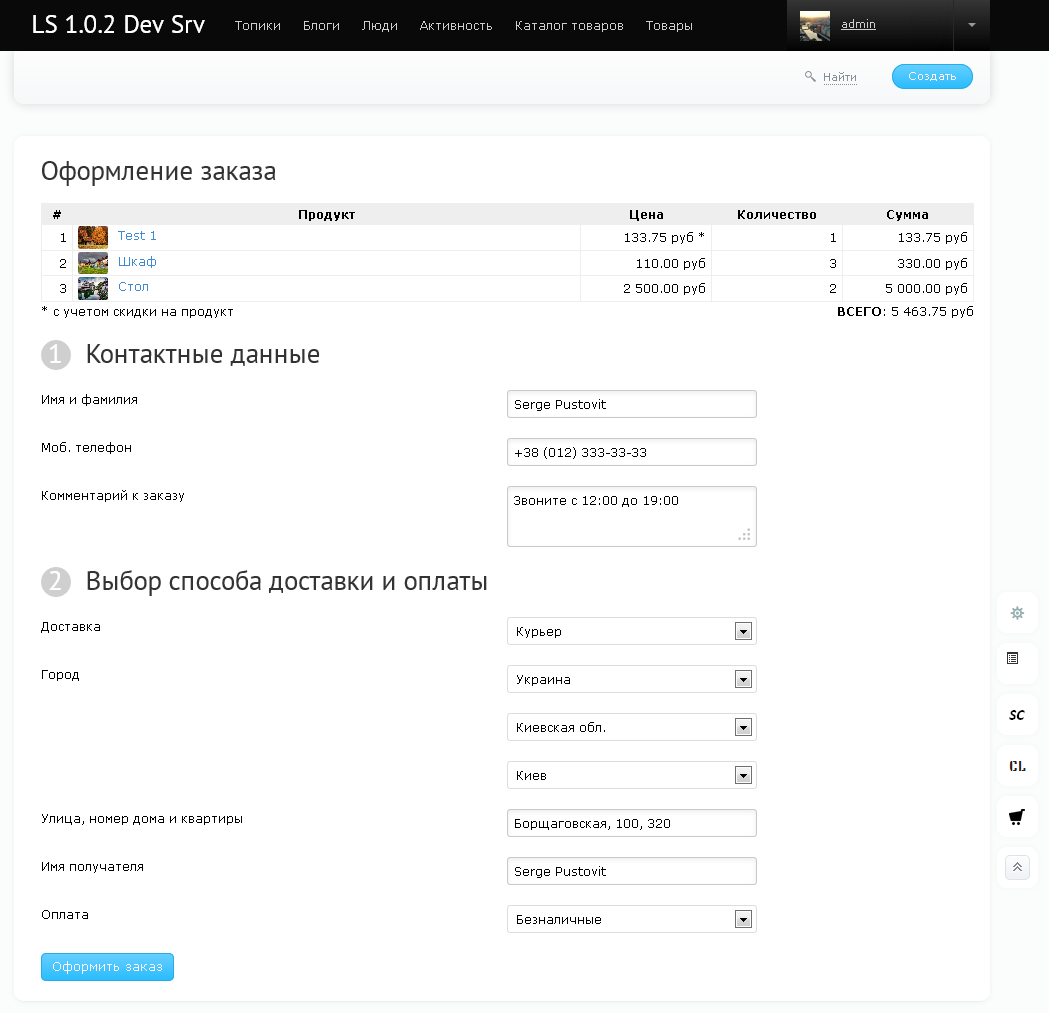 LS 1.0.2 Dev Srv Топики Блоги Люди Активность Каталог товаров Товары admin
Найти Создать
Оформление заказа
# Продукт Цена Количество Сумма
1 Test 1 133.75 руб * 1 133.75 руб
2 Шкаф 110.00 руб 3 330.00 руб
3 Стол 2 500.00 руб 2 5 000.00 руб
* с учетом скидки на продукт ВСЕГО: 5 463.75 руб
1 Контактные данные
Имя и фамилия Serge Pustovit
Моб. телефон +38 (012) 333-33-33
Комментарий к заказу Звоните с 12:00 до 19:00
2 Выбор способа доставки и оплаты
Доставка Курьер
Город Украина
Киевская обл.
SC
Киев
CL
Улица, номер дома и квартиры Борщаговская, 100, 320
Имя получателя Serge Pustovit
Оплата Безналичные
Оформить заказ